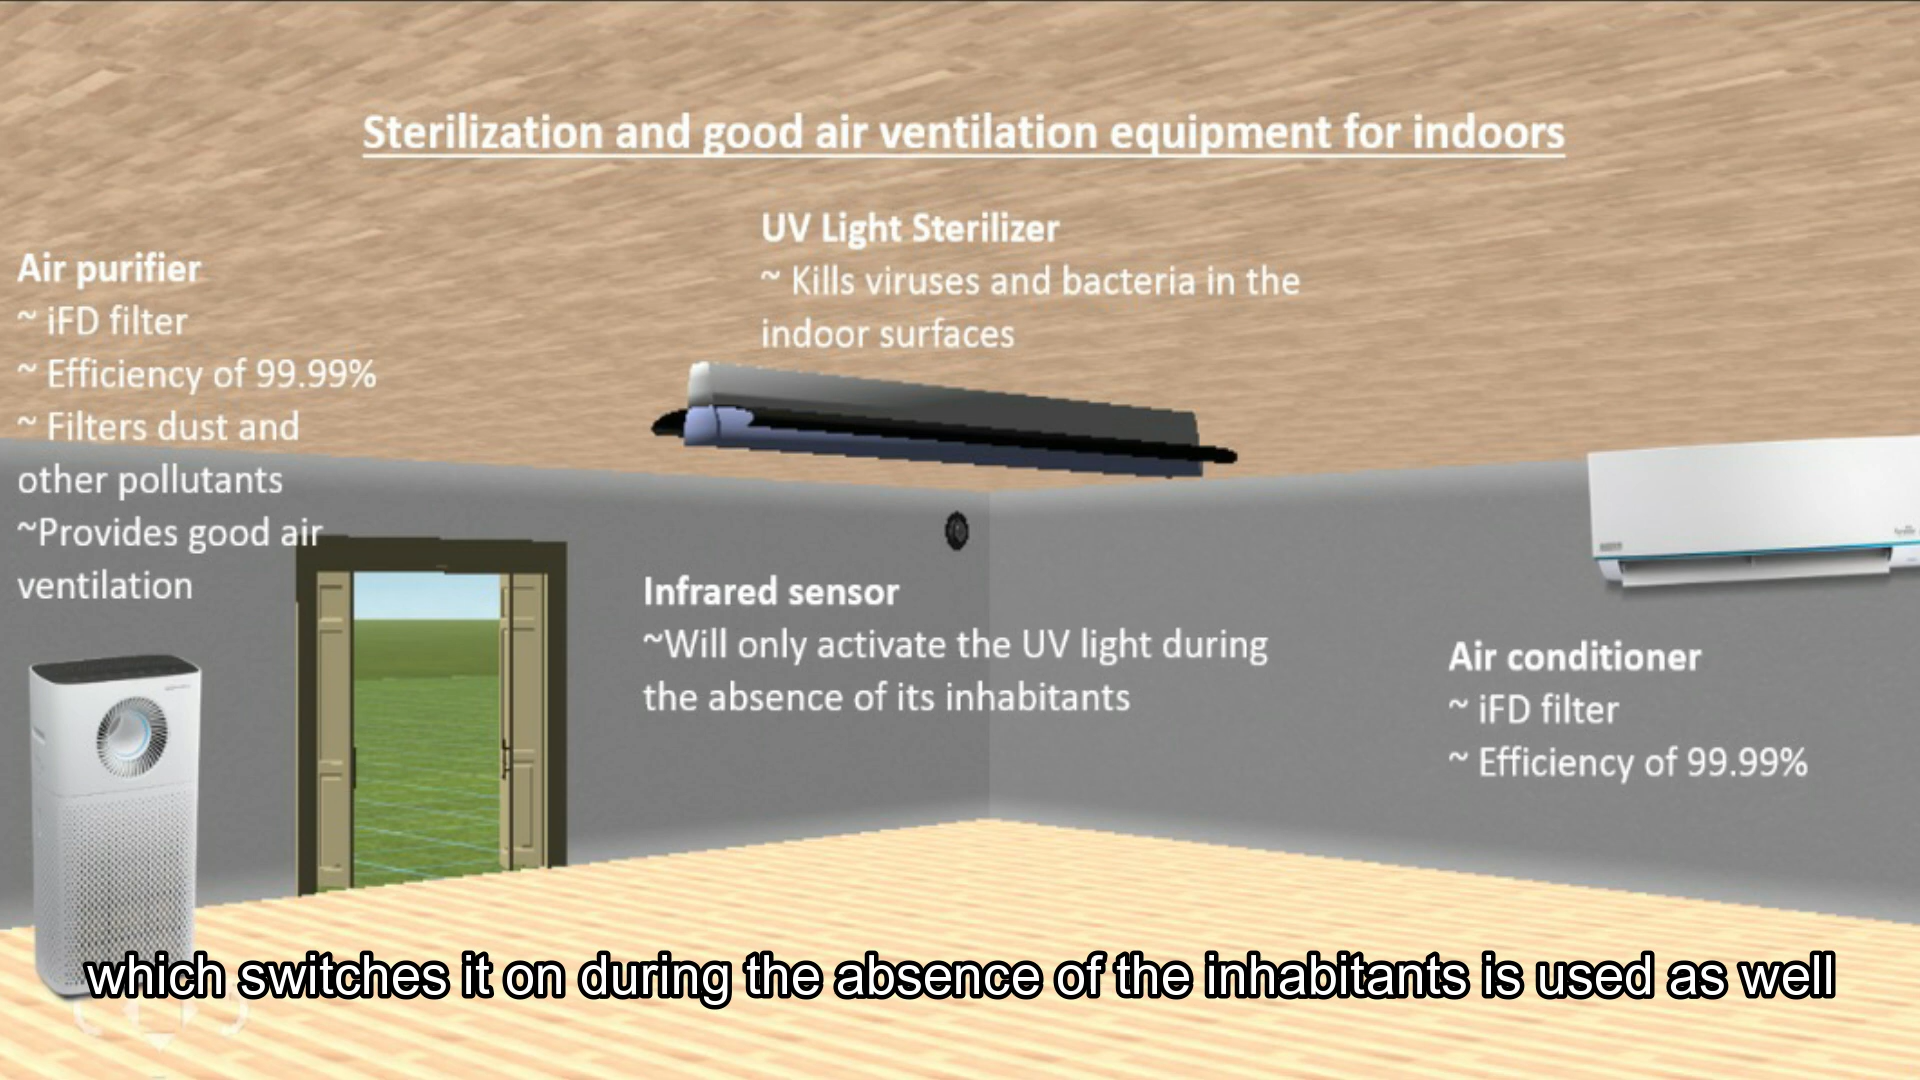 Sterilization and good air ventilation equipment for indoors
UV Light Sterilizer
~ Kills viruses and bacteria in the
indoor surfaces
Air purifier
~ iFD filter
~ Efficiency of 99.99%
~ Filters dust and
other pollutants
~Provides good air
ventilation
Infrared sensor
~Will only activate the UV light during
the absence of its inhabitants
Air conditioner
~ iFD filter
~ Efficiency of 99.99%
which switches it on during the absence of the inhabitants is used as well